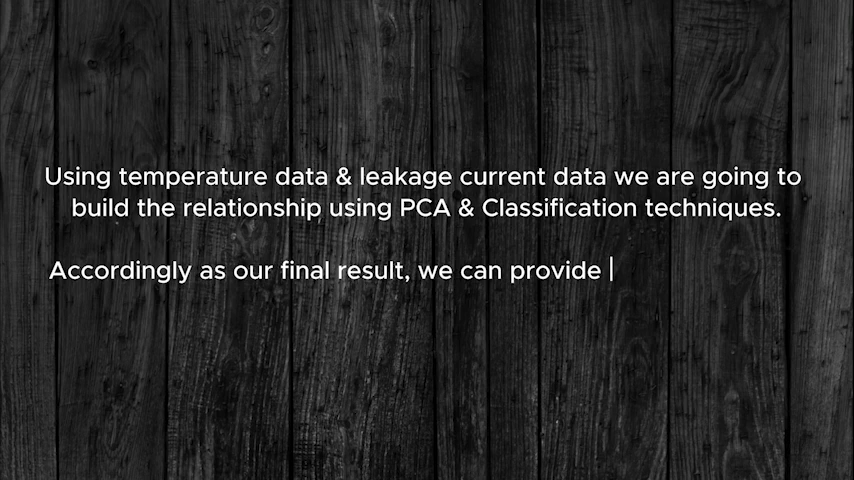 Using temperature data & leakage current data we are going to
build the relationship using PCA & Classification techniques.
Accordingly as our final result, we can provide